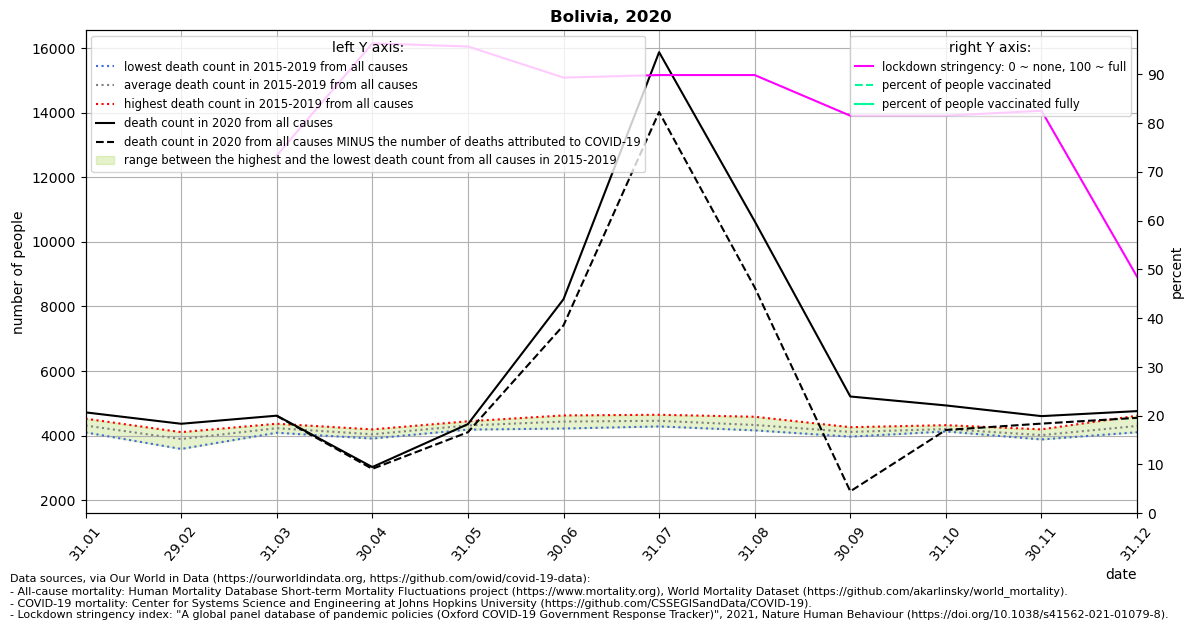 Bolivia, 2020
left Y axis:
lowest death count in 2015-2019 from all causes
average death count in 2015-2019 from all causes
highest death count in 2015-2019 from all causes
death count in 2020 from all causes
death count in 2020 from all causes MINUS the number of deaths attributed to COVID-19
range between the highest and the lowest death count from all causes in 2015-2019
right Y axis:
lockdown stringency: 0 ~ none, 100 ~ full
percent of people vaccinated
percent of people vaccinated fully
number of people
16000
14000
12000
10000
8000
6000
4000
2000
percent
90
80
70
60
50
40
30
20
10
0
31.01
29.02
31.03
30.04
31.05
30.06
31.07
31.08
30.09
31.10
30.11
31.12
date
Data sources, via Our World in Data (https://ourworldindata.org, https://github.com/owid/covid-19-data):
- All-cause mortality: Human Mortality Database Short-term Mortality Fluctuations project (https://www.mortality.org), World Mortality Dataset (https://github.com/akarlinsky/world_mortality).
- COVID-19 mortality: Center for Systems Science and Engineering at Johns Hopkins University (https://github.com/CSSEGISandData/COVID-19).
- Lockdown stringency index: "A global panel database of pandemic policies (Oxford COVID-19 Government Response Tracker)", 2021, Nature Human Behaviour (https://doi.org/10.1038/s41562-021-01079-8).